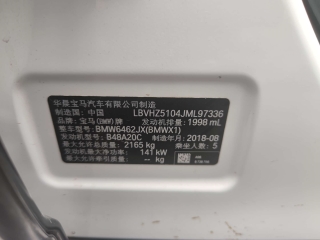 华晨宝马汽车有限公司制造
制造国：中国 LBVHZ5104JML97336
品牌：宝马(BMW)牌 发动机排量：1998 mL
整车型号：BMW6462JX(BMWX1)
发动机型号：B48A20C 制造年月：2018-08
最大允许总质量：2165 kg 乘坐人数：5
发动机最大净功率：141 kW
最大允许牵引质量：-- kg